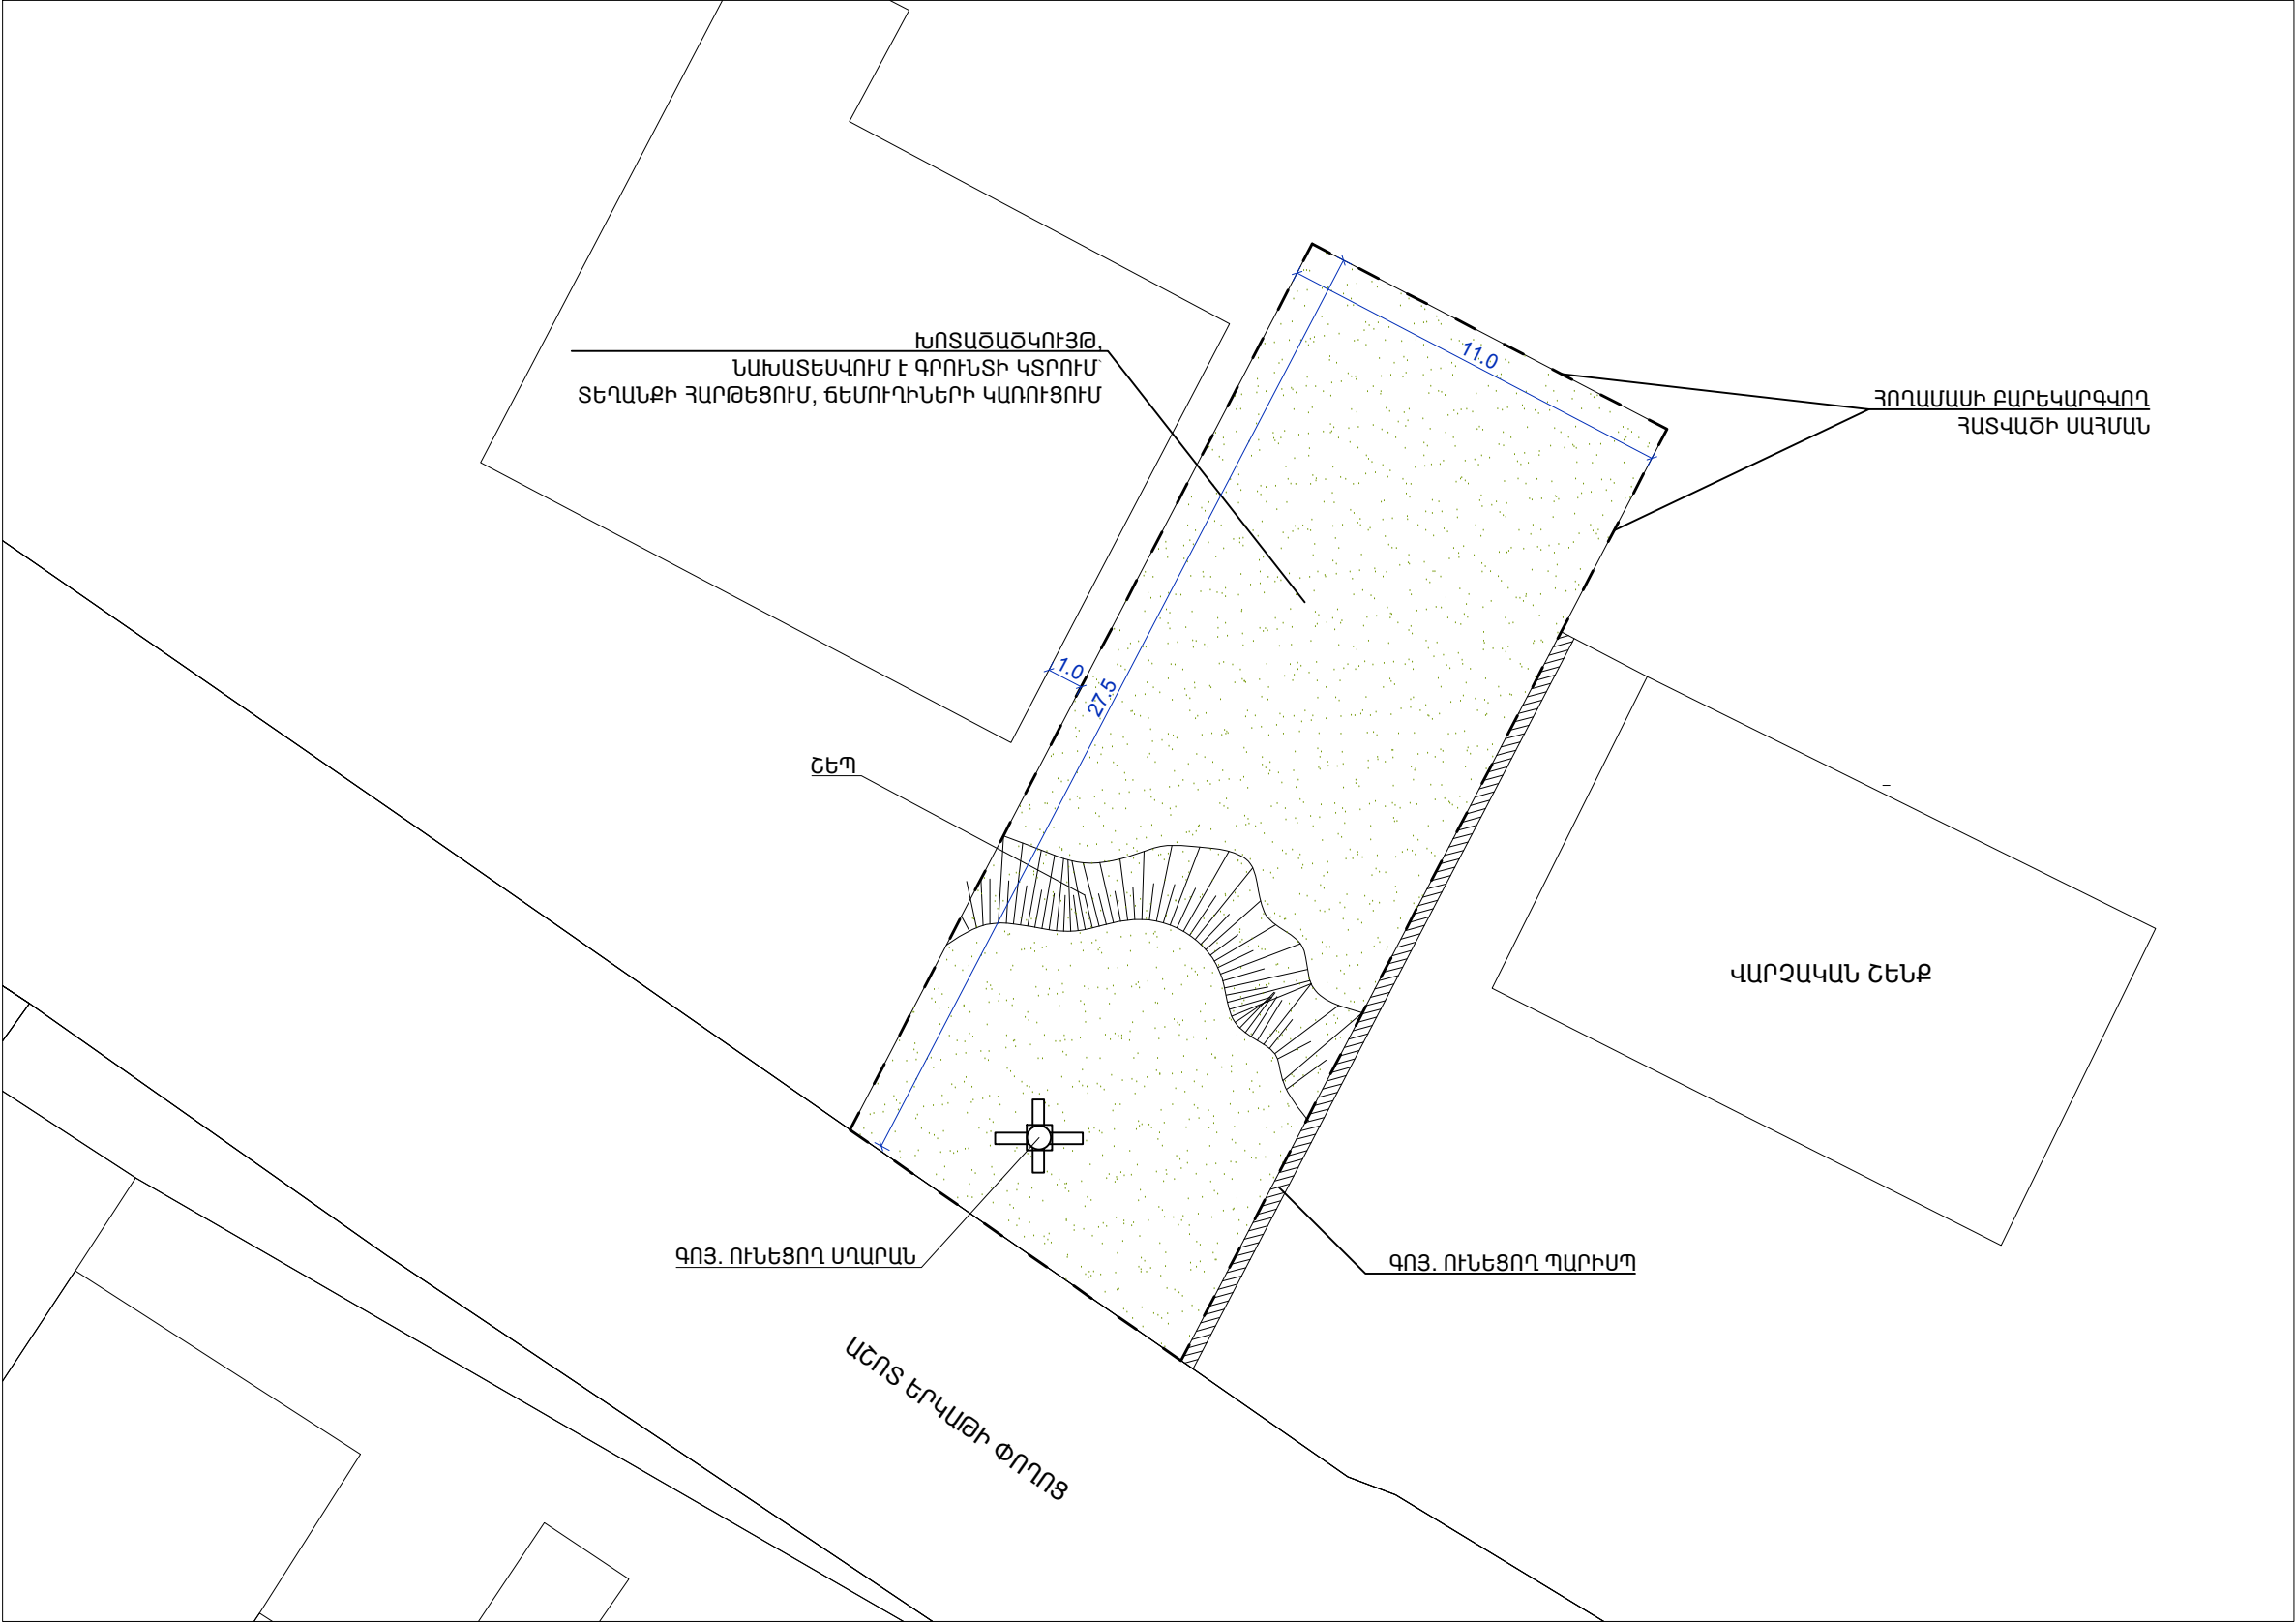 ԽՈՏԱԾԱԾԿՈՒՅԹ,
ՆԱԽԱՏԵՍՎՈՒՄ Է ԳՐՈՒՆՏԻ ԿՏՐՈՒՄ՝
ՏԵՂԱՆՔԻ ՀԱՐԹԵՑՈՒՄ, ՃԵՄՈՒՂԻՆԵՐԻ ԿԱՌՈՒՑՈՒՄ
11.0
ՀՈՂԱՄԱՍԻ ԲԱՐԵԿԱՐԳՎՈՂ
ՀԱՏՎԱԾԻ ՍԱՀՄԱՆ
1.0
27.5
ՇԵՊ
ՎԱՐՉԱԿԱՆ ՇԵՆՔ
ԳՈՅ. ՈՒՆԵՑՈՂ ՍՂԱՐԱՆ
ԳՈՅ. ՈՒՆԵՑՈՂ ՊԱՐԻՍՊ
ԱՇՈՏ ԵՐԿԱԹԻ ՓՈՂՈՑ